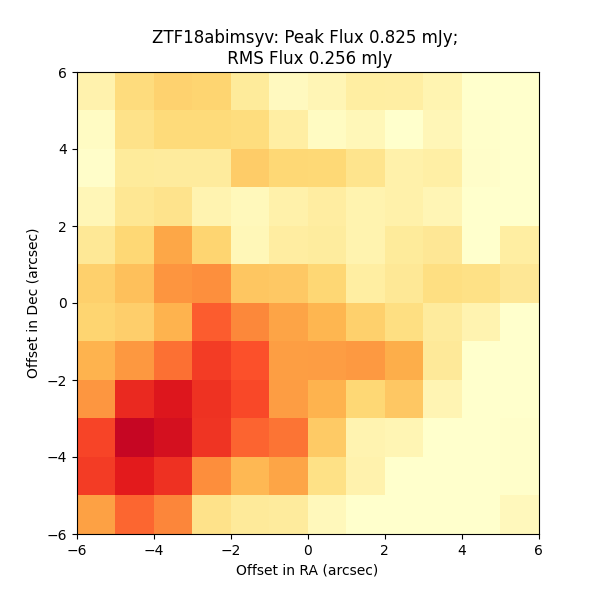 ZTF18abimsyv: Peak Flux 0.825 mJy;
RMS Flux 0.256 mJy
6
4
2
0
−2
−4
−6
Offset in Dec (arcsec)
−6 −4 −2 0 2 4 6
Offset in RA (arcsec)